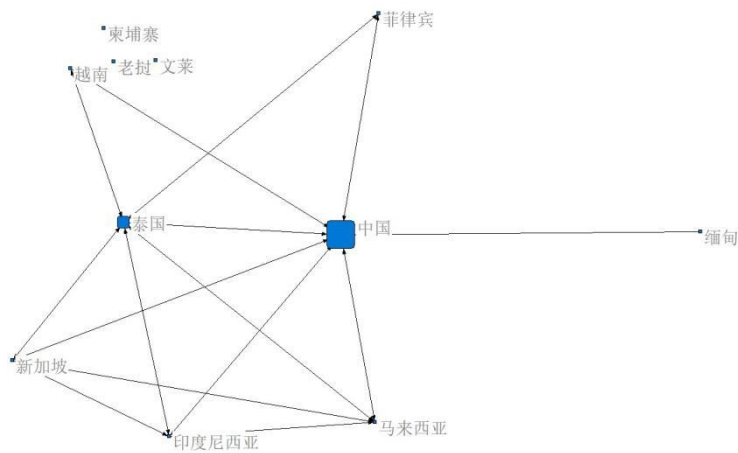 菲律宾
柬埔寨
越南
老挝
文莱
泰国
中国
缅甸
新加坡
印度尼西亚
马来西亚